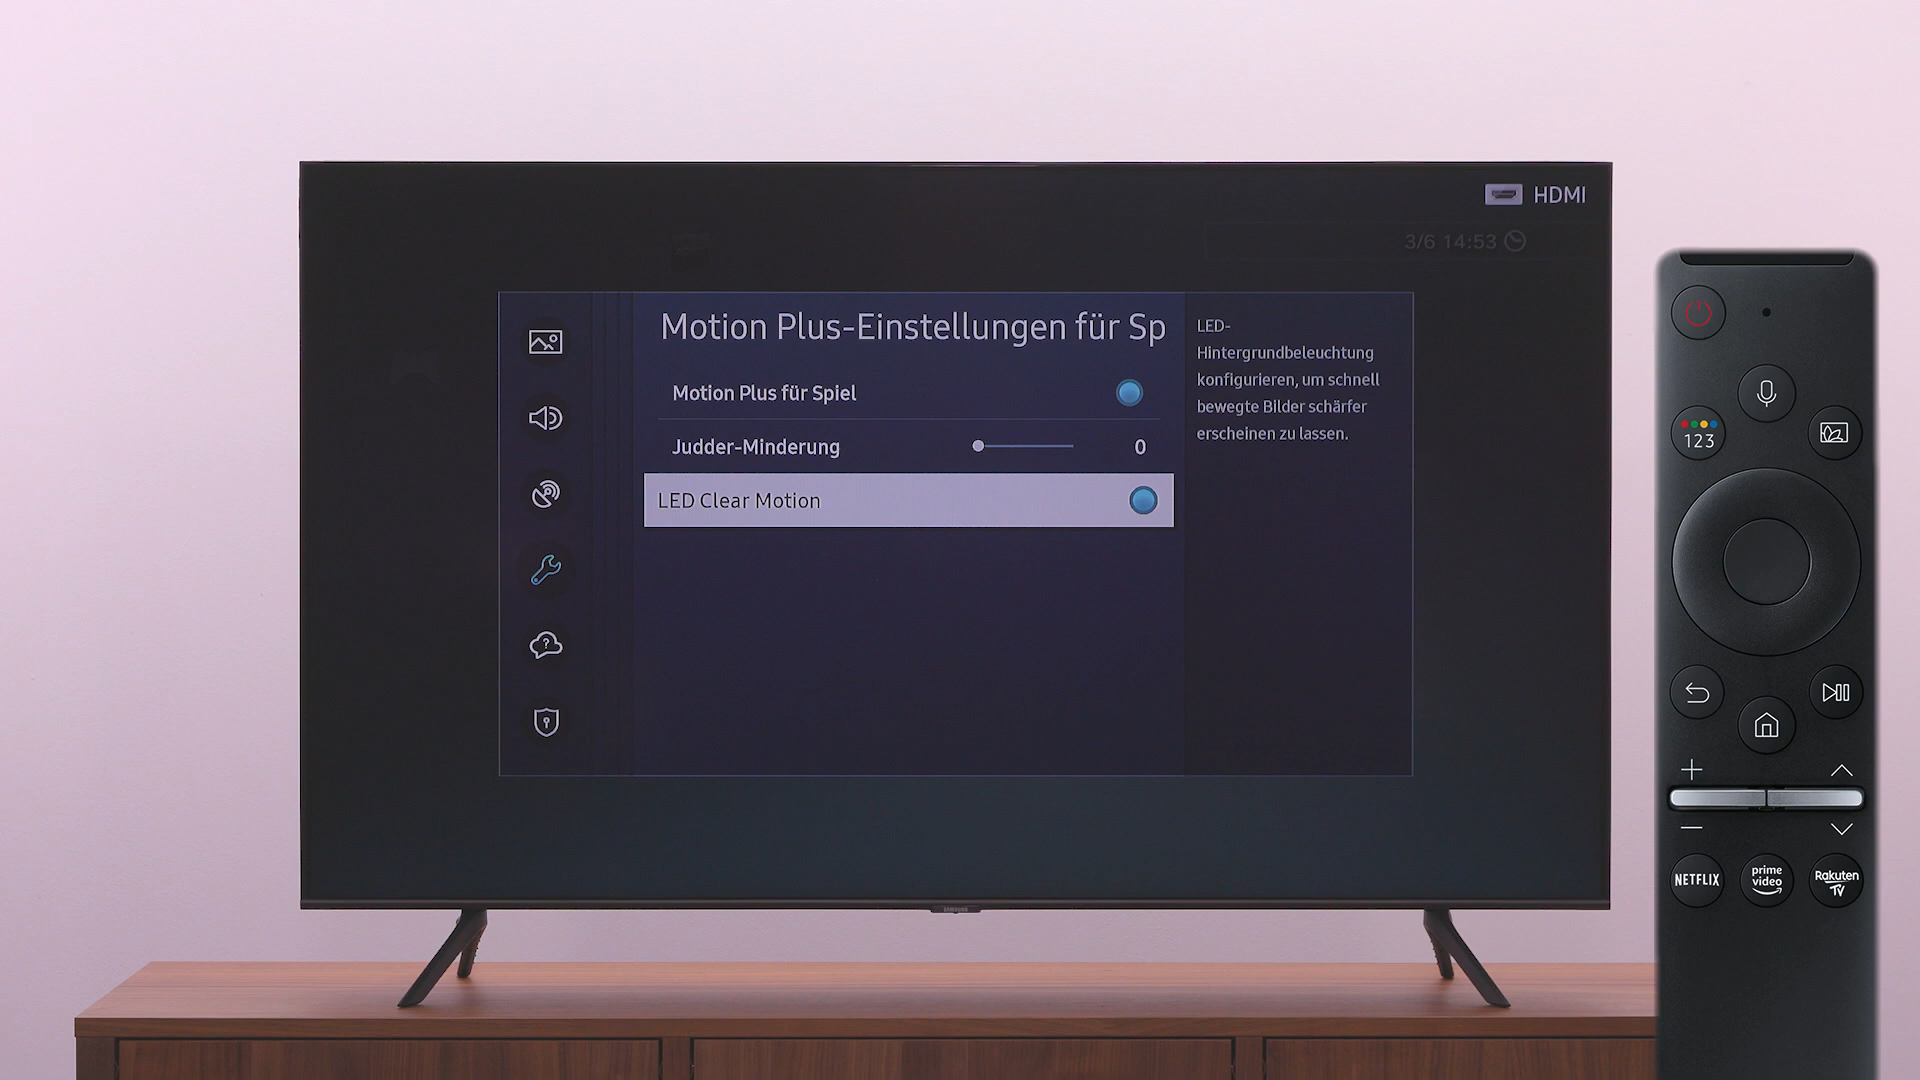 HDMI
3/6 14:53
Motion Plus-Einstellungen für Sp
Motion Plus für Spiel
Judder-Minderung 0
LED Clear Motion
LED-
Hintergrundbeleuchtung
konfigurieren, um schnell
bewegte Bilder schärfer
erscheinen zu lassen.
SAMSUNG
123
NETFLIX
prime
video
Rakuten
TV